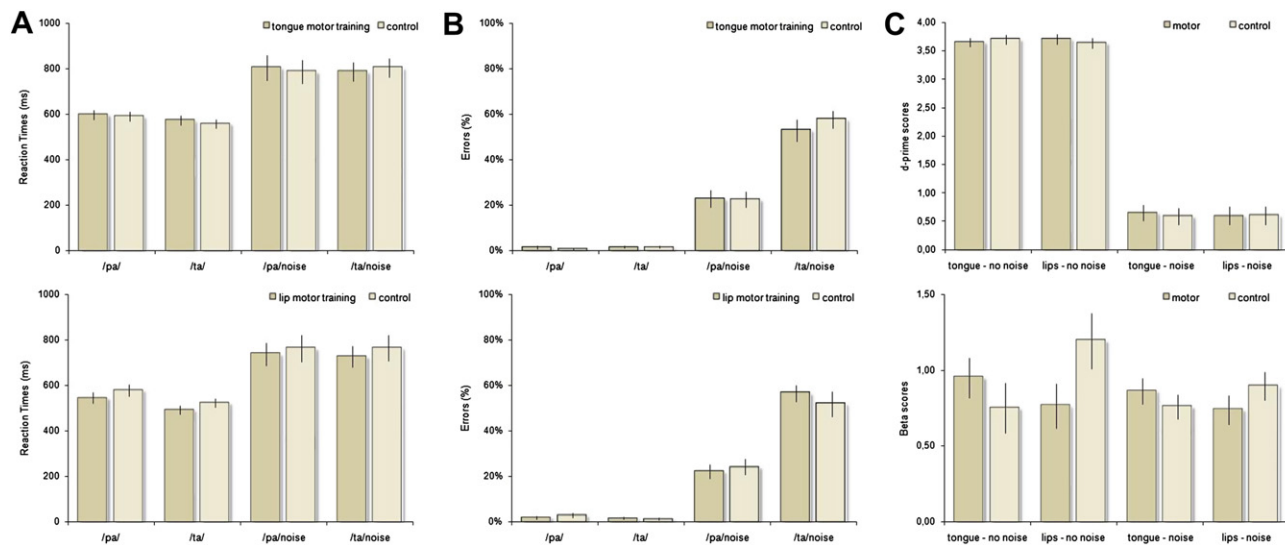 A
tongue motor training control
Reaction Times (ms)
1000
800
600
400
200
0
/pa/ /ta/ /pa/noise /ta/noise
lip motor training control
Reaction Times (ms)
1000
800
600
400
200
0
/pa/ /ta/ /pa/noise /ta/noise
B
tongue motor training control
Errors (%)
100%
80%
60%
40%
20%
0%
/pa/ /ta/ /pa/noise /ta/noise
lip motor training control
Errors (%)
100%
80%
60%
40%
20%
0%
/pa/ /ta/ /pa/noise /ta/noise
C
motor control
d-prime scores
4,00
3,50
3,00
2,50
2,00
1,50
1,00
0,50
0,00
tongue - no noise lips - no noise tongue - noise lips - noise
motor control
Beta scores
1,50
1,00
0,50
0,00
tongue - no noise lips - no noise tongue - noise lips - noise